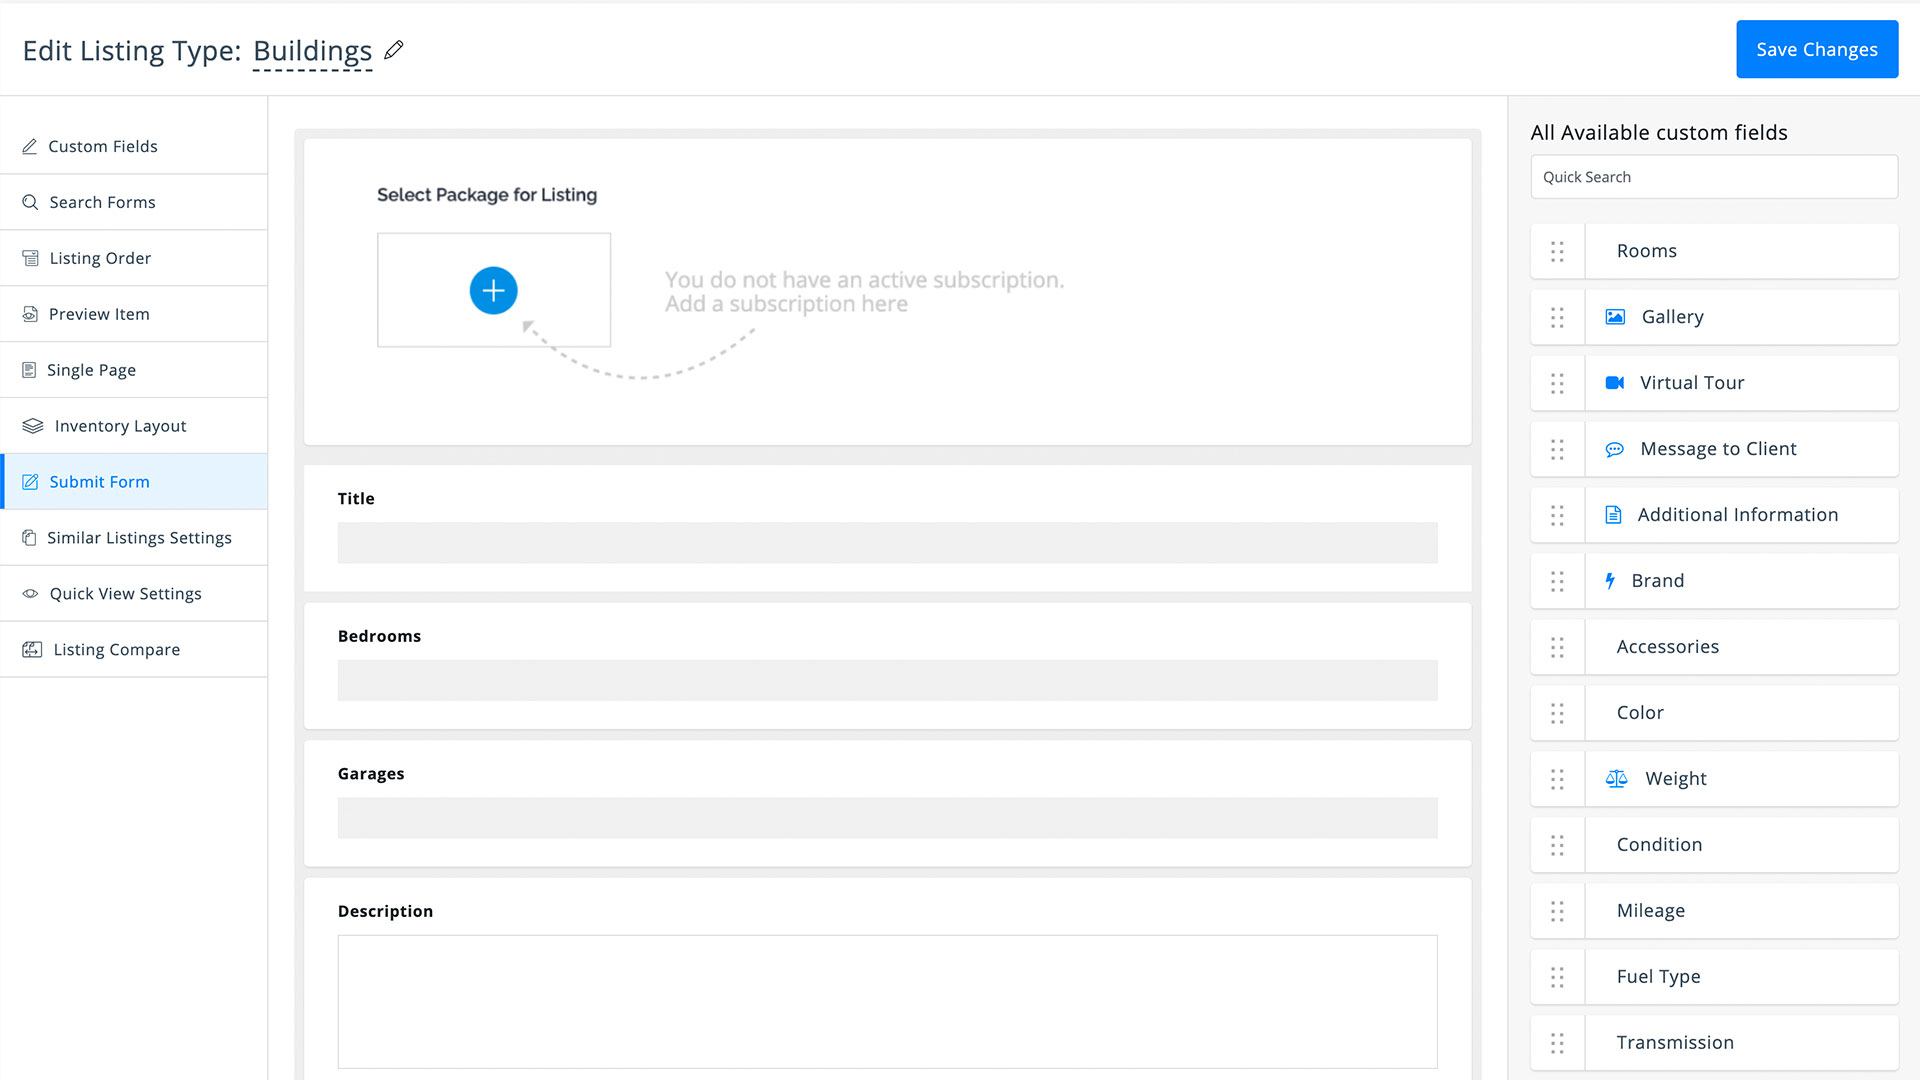 Edit Listing Type: Buildings
Save Changes
Custom Fields
Search Forms
Listing Order
Preview Item
Single Page
Inventory Layout
Submit Form
Similar Listings Settings
Quick View Settings
Listing Compare
Select Package for Listing
You do not have an active subscription.
Add a subscription here
Title
Bedrooms
Garages
Description
All Available custom fields
Quick Search
Rooms
Gallery
Virtual Tour
Message to Client
Additional Information
Brand
Accessories
Color
Weight
Condition
Mileage
Fuel Type
Transmission